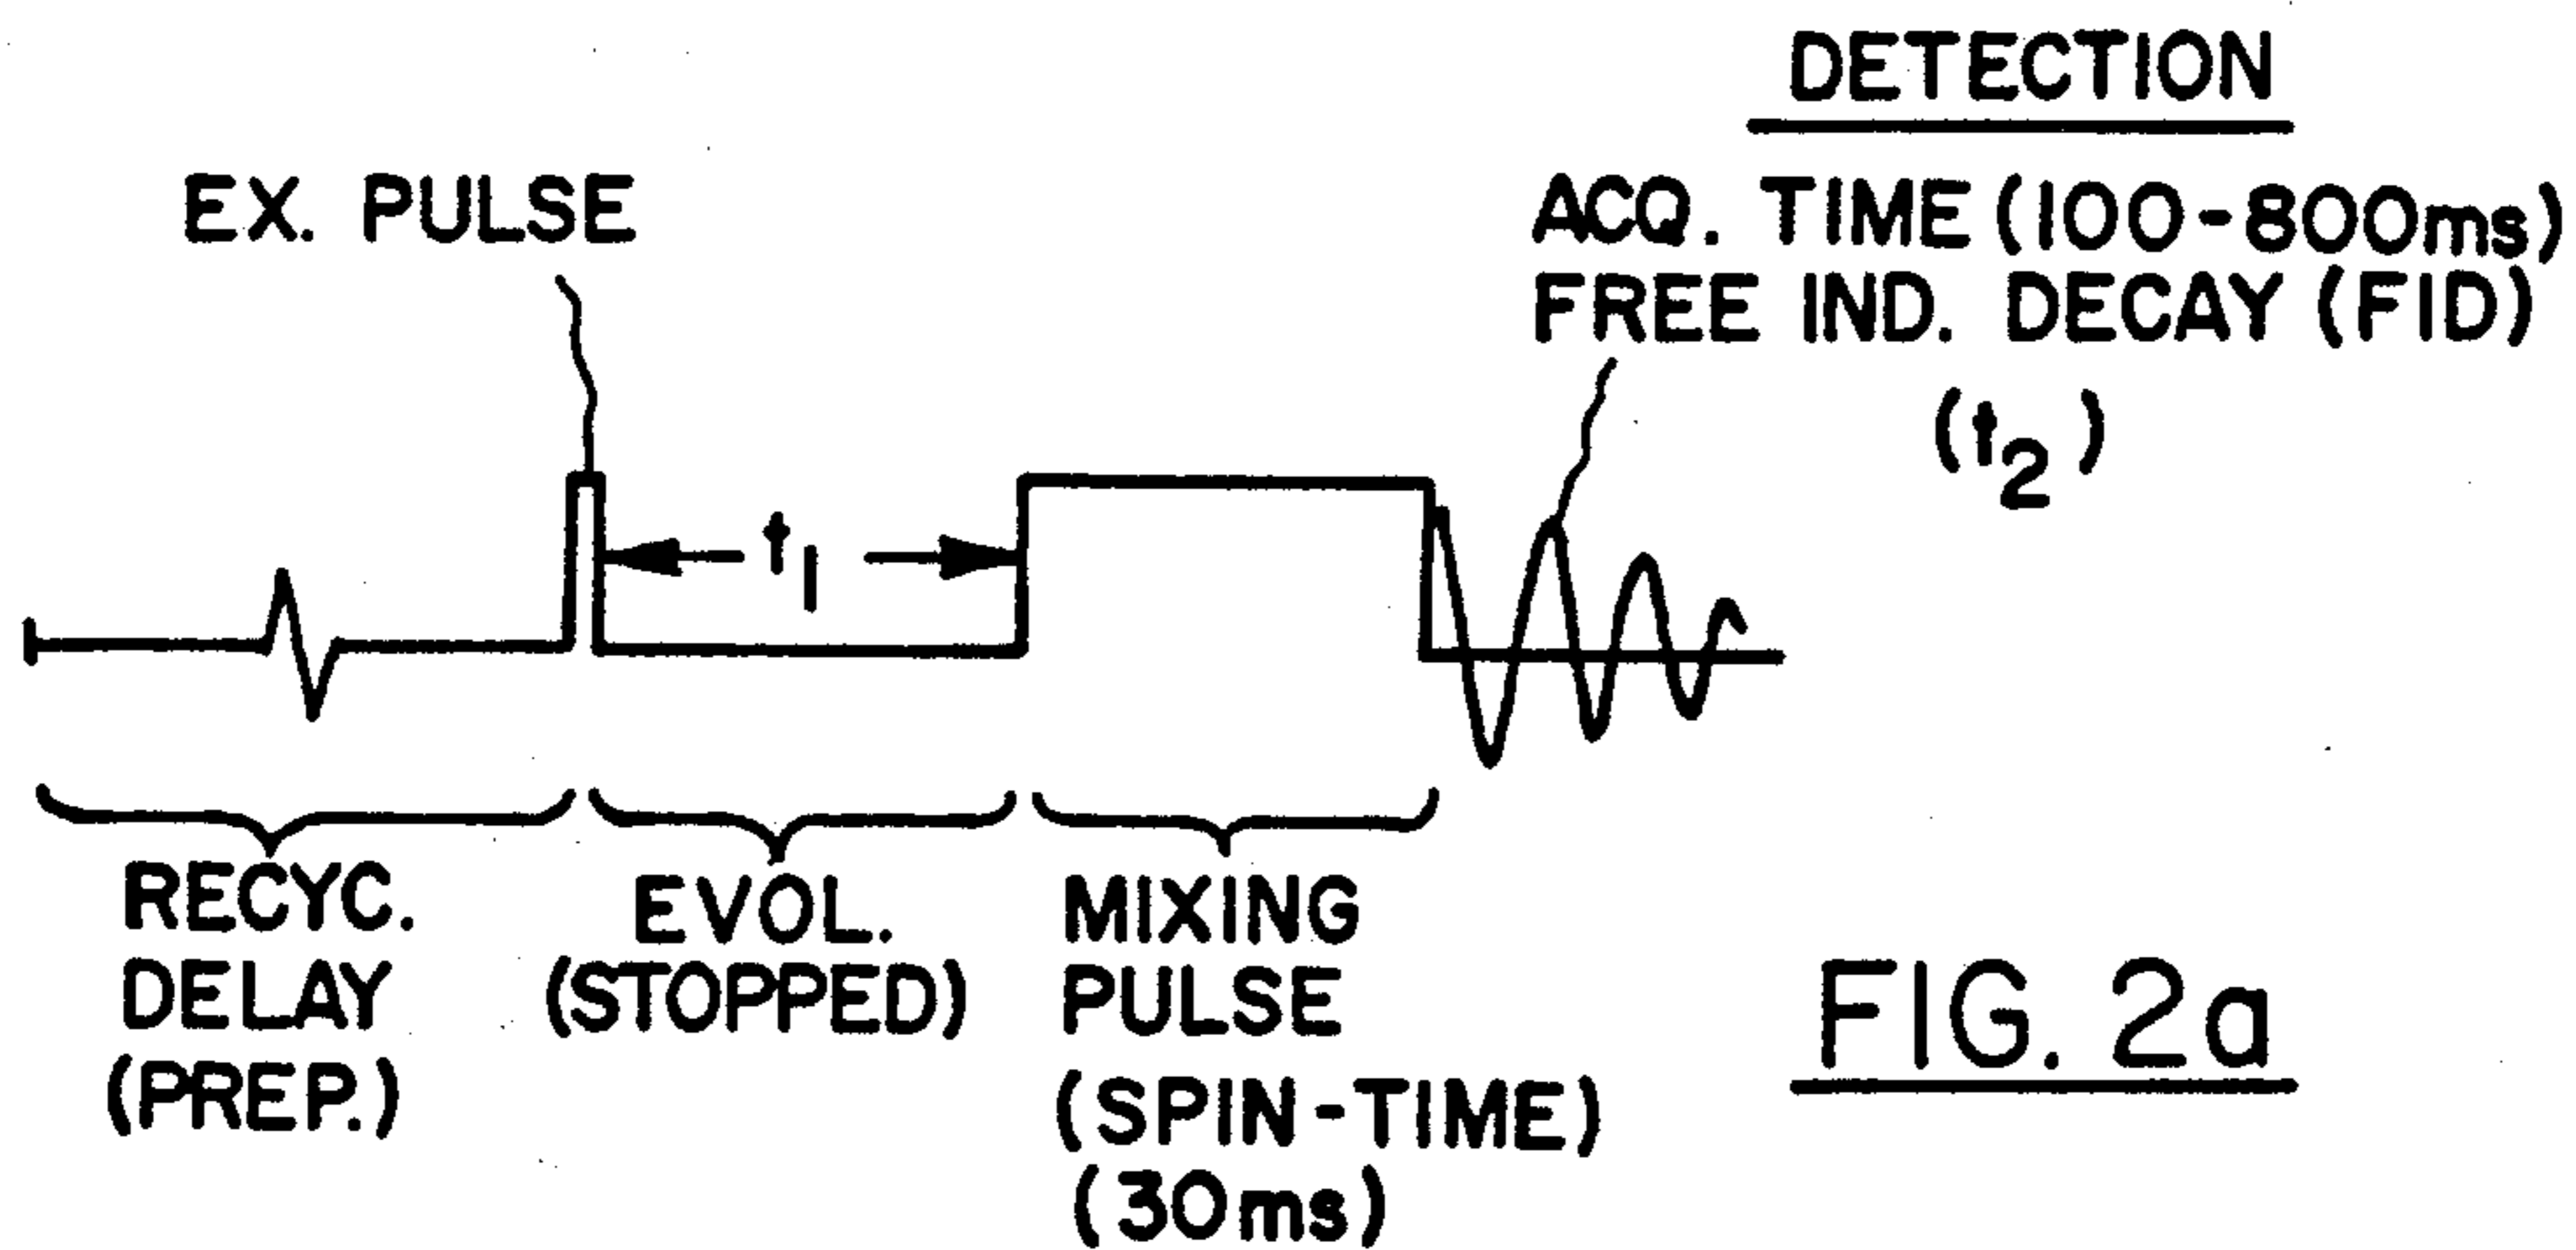 DETECTION
EX. PULSE
ACQ. TIME (100-800ms)
FREE IND. DECAY (FID)
(t2)
t1
RECYC.
DELAY
(PREP.)
EVOL.
(STOPPED)
MIXING
PULSE
(SPIN-TIME)
(30ms)
FIG. 2a